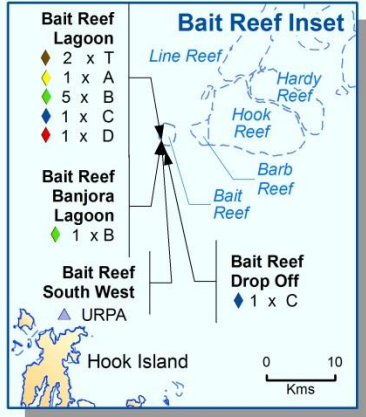 Bait Reef Inset
Bait Reef
Lagoon
2 x T
1 x A
5 x B
1 x C
1 x D
Line Reef
Hardy
Reef
Hook
Reef
Barb
Reef
Bait
Reef
Bait Reef
Banjora
Lagoon
1 x B
Bait Reef
South West
URPA
Bait Reef
Drop Off
1 x C
Hook Island
0 10
Kms